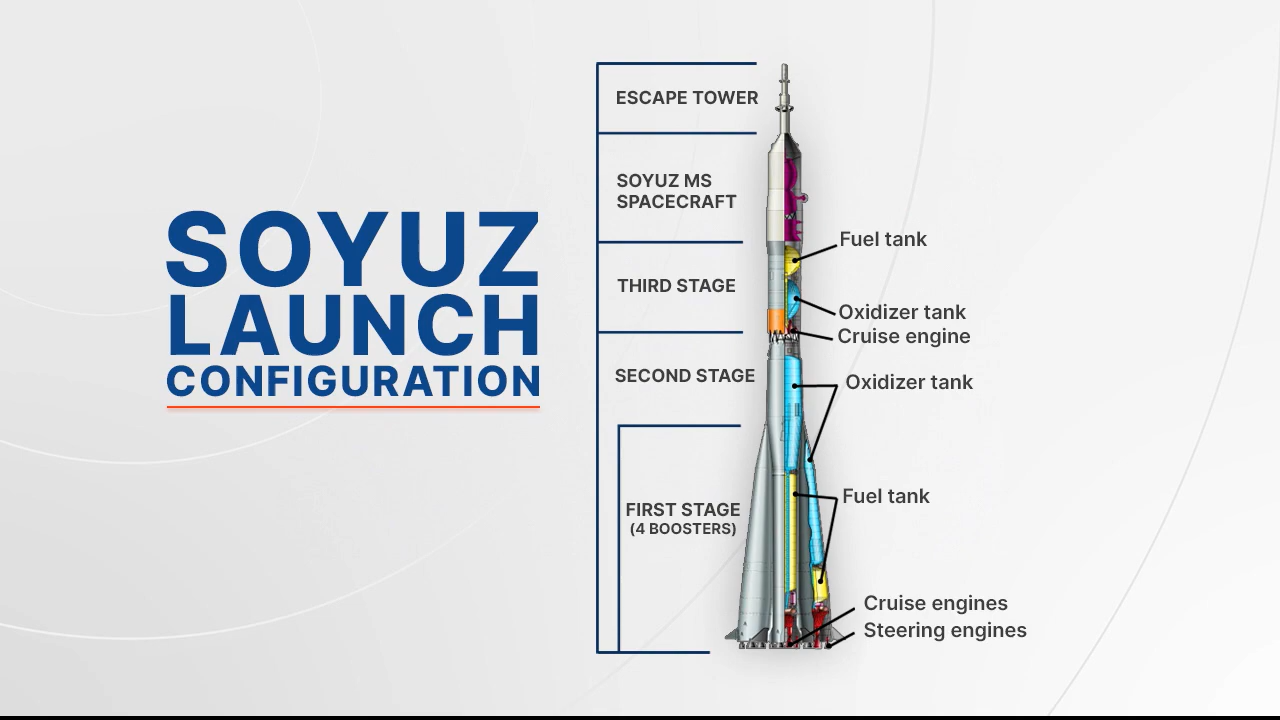 SOYUZ
LAUNCH
CONFIGURATION
ESCAPE TOWER
SOYUZ MS
SPACECRAFT
THIRD STAGE
SECOND STAGE
FIRST STAGE
(4 BOOSTERS)
Fuel tank
Oxidizer tank
Cruise engine
Oxidizer tank
Fuel tank
Cruise engines
Steering engines